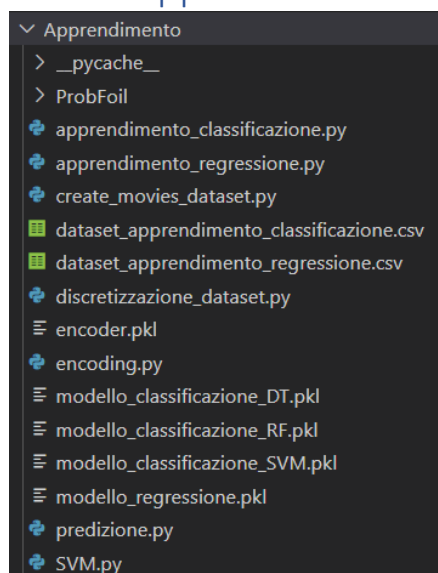 Apprendimento
__pycache__
ProbFoil
apprendimento_classificazione.py
apprendimento_regressione.py
create_movies_dataset.py
dataset_apprendimento_classificazione.csv
dataset_apprendimento_regressione.csv
discretizzazione_dataset.py
encoder.pkl
encoding.py
modello_classificazione_DT.pkl
modello_classificazione_RF.pkl
modello_classificazione_SVM.pkl
modello_regressione.pkl
predizione.py
SVM.py